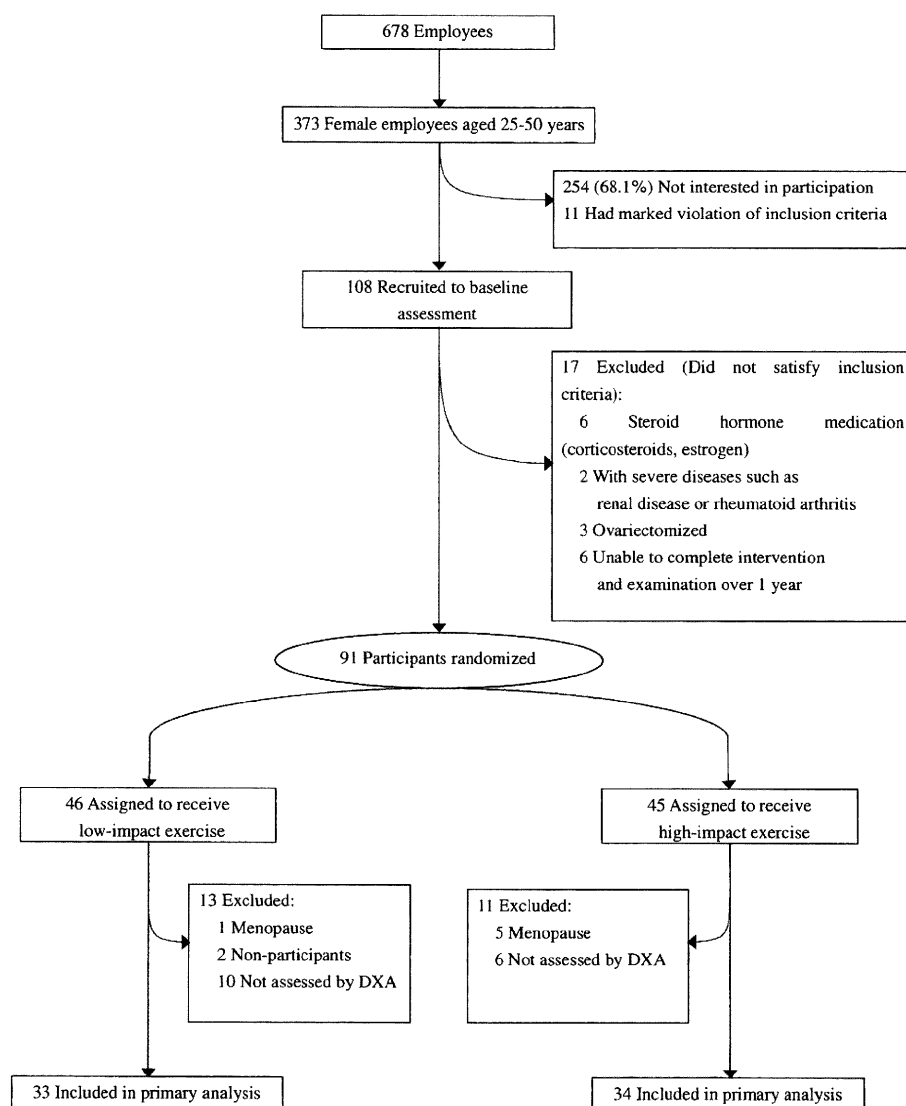 678 Employees
373 Female employees aged 25-50 years
254 (68.1%) Not interested in participation
11 Had marked violation of inclusion criteria
108 Recruited to baseline
assessment
17 Excluded (Did not satisfy inclusion
criteria):
6 Steroid hormone medication
(corticosteroids, estrogen)
2 With severe diseases such as
renal disease or rheumatoid arthritis
3 Ovariectomized
6 Unable to complete intervention
and examination over 1 year
91 Participants randomized
46 Assigned to receive
low-impact exercise
45 Assigned to receive
high-impact exercise
13 Excluded:
1 Menopause
2 Non-participants
10 Not assessed by DXA
11 Excluded:
5 Menopause
6 Not assessed by DXA
33 Included in primary analysis
34 Included in primary analysis